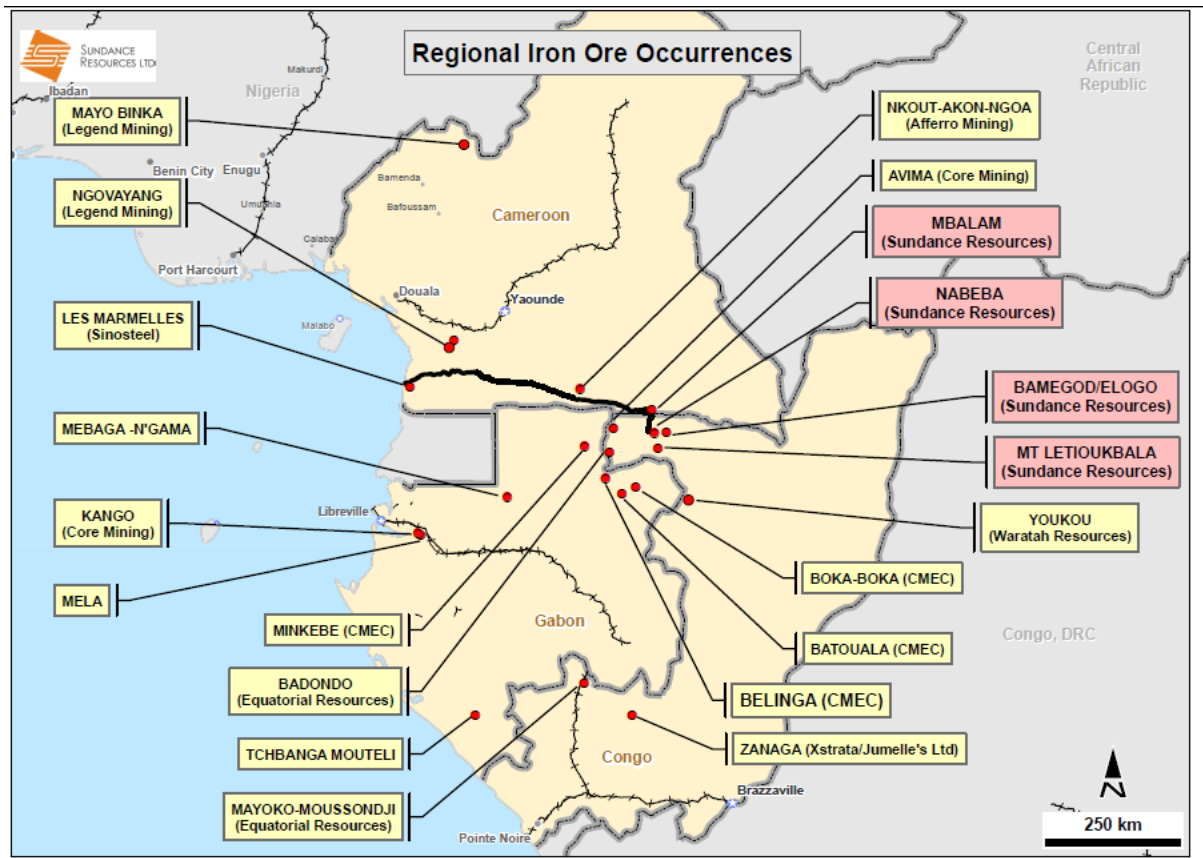 SUNDANCE
RESOURCES LTD
Regional Iron Ore Occurrences
Central
African
Republic
Makurdi
Ibadan
Nigeria
MAYO BINKA
(Legend Mining)
NKOUT-AKON-NGOA
(Afferro Mining)
Benin City
Enugu
NGOVAYANG
(Legend Mining)
Bamenda
AVIMA (Core Mining)
Umuahia
Bafoussam
Cameroon
MBALAM
(Sundance Resources)
Calabar
Port Harcourt
NABEBA
(Sundance Resources)
Douala
Yaounde
LES MARMELLES
(Sinosteel)
Malabo
BAMEGOD/ELOGO
(Sundance Resources)
MEBAGA -N'GAMA
MT LETIOUKBALA
(Sundance Resources)
KANGO
(Core Mining)
Libreville
YOUKOU
(Waratah Resources)
BOKA-BOKA (CMEC)
MELA
MINKEBE (CMEC)
Gabon
Congo, DRC
BATOUALA (CMEC)
BADONDO
(Equatorial Resources)
BELINGA (CMEC)
TCHBANGA MOUTELI
ZANAGA (Xstrata/Jumelle's Ltd)
Congo
MAYOKO-MOUSSONDJI
(Equatorial Resources)
Brazzaville
Pointe Noire
N
250 km